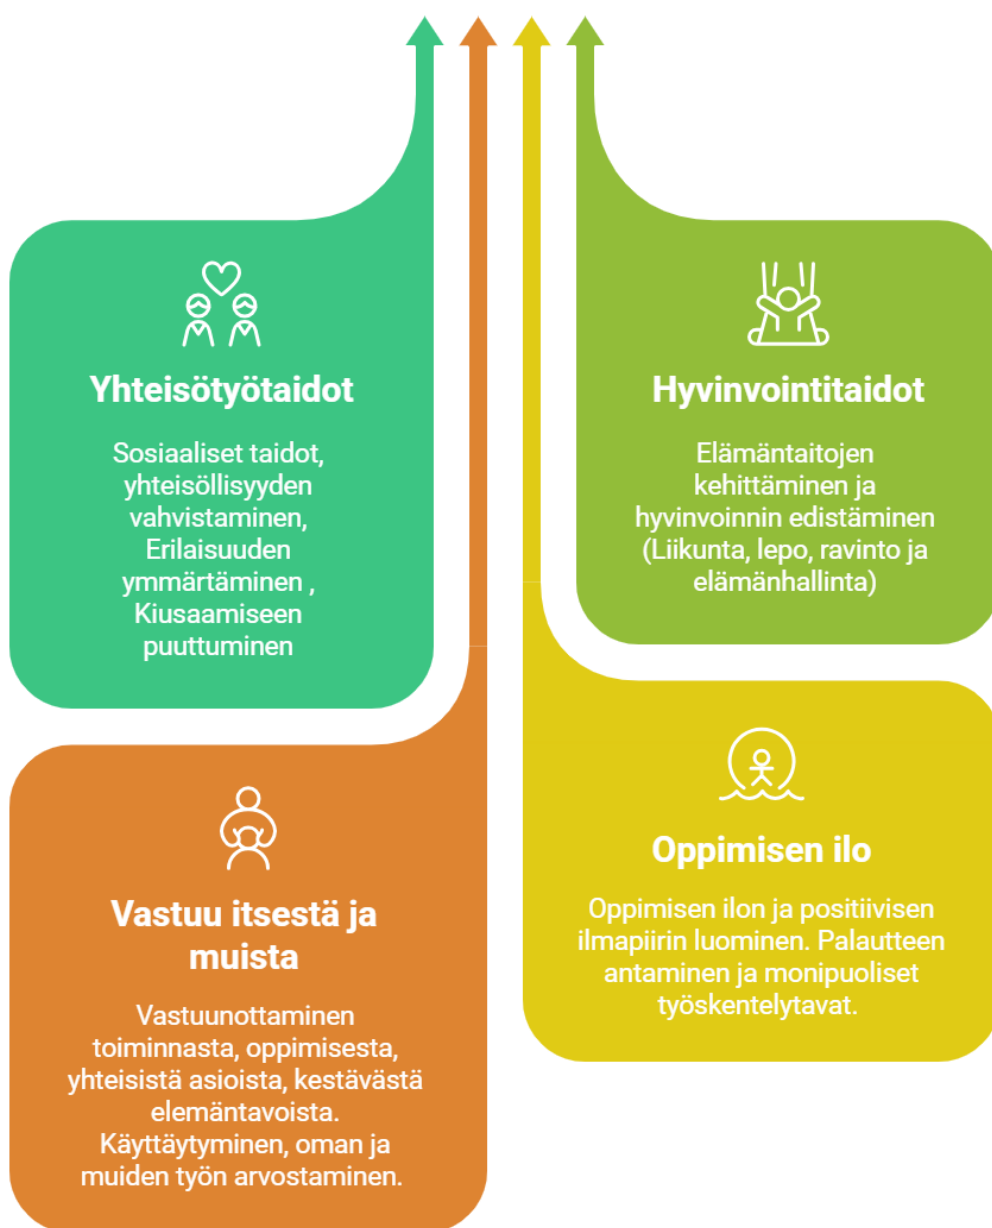 Yhteisötyötaidot
Sosiaaliset taidot,
yhteisöllisyyden
vahvistaminen,
Erilaisuuden
ymmärtäminen ,
Kiusaamiseen
puuttuminen
Hyvinvointitaidot
Elämäntaitojen
kehittäminen ja
hyvinvoinnin edistäminen
(Liikunta, lepo, ravinto ja
elämänhallinta)
Vastuu itsestä ja
muista
Vastuunottaminen
toiminnasta, oppimisesta,
yhteisistä asioista, kestävästä
elemäntavoista.
Käyttäytyminen, oman ja
muiden työn arvostaminen.
Oppimisen ilo
Oppimisen ilon ja positiivisen
ilmapiirin luominen. Palautteen
antaminen ja monipuoliset
työskentelytavat.